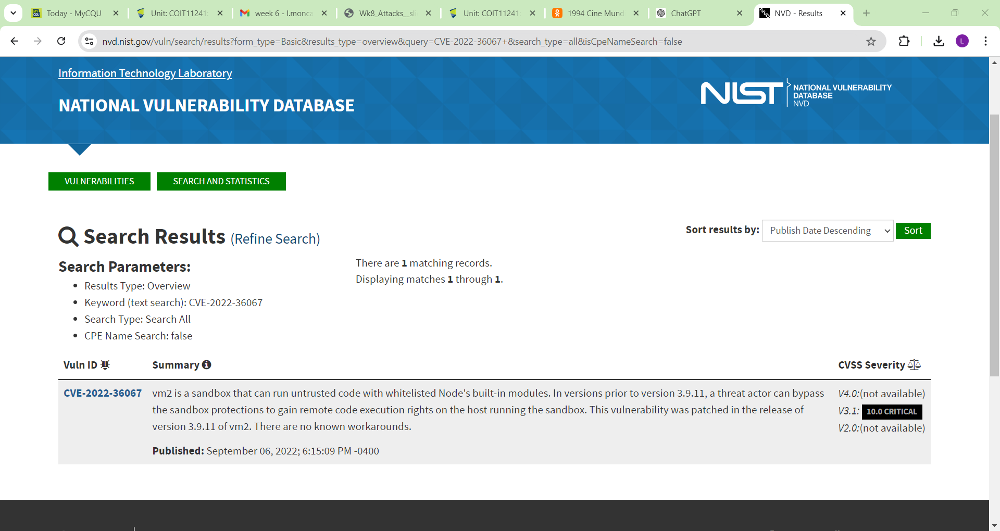 Today - MyCQU
Unit: COIT11241:
week 6 - l.monca
Wk8_Attacks__sli
Unit: COIT11241:
1994 Cine Mund
ChatGPT
NVD - Results
nvd.nist.gov/vuln/search/results?form_type=Basic&results_type=overview&query=CVE-2022-36067+&search_type=all&isCpeNameSearch=false
L
Information Technology Laboratory
NATIONAL VULNERABILITY DATABASE
NIST
NATIONAL VULNERABILITY
DATABASE
NVD
VULNERABILITIES
SEARCH AND STATISTICS
Search Results (Refine Search)
Sort results by: Publish Date Descending Sort
Search Parameters:
• Results Type: Overview
• Keyword (text search): CVE-2022-36067
• Search Type: Search All
• CPE Name Search: false
There are 1 matching records.
Displaying matches 1 through 1.
Vuln ID Summary CVSS Severity
CVE-2022-36067
vm2 is a sandbox that can run untrusted code with whitelisted Node's built-in modules. In versions prior to version 3.9.11, a threat actor can bypass
the sandbox protections to gain remote code execution rights on the host running the sandbox. This vulnerability was patched in the release of
version 3.9.11 of vm2. There are no known workarounds.
Published: September 06, 2022; 6:15:09 PM -0400
V4.0:(not available)
V3.1: 10.0 CRITICAL
V2.0:(not available)